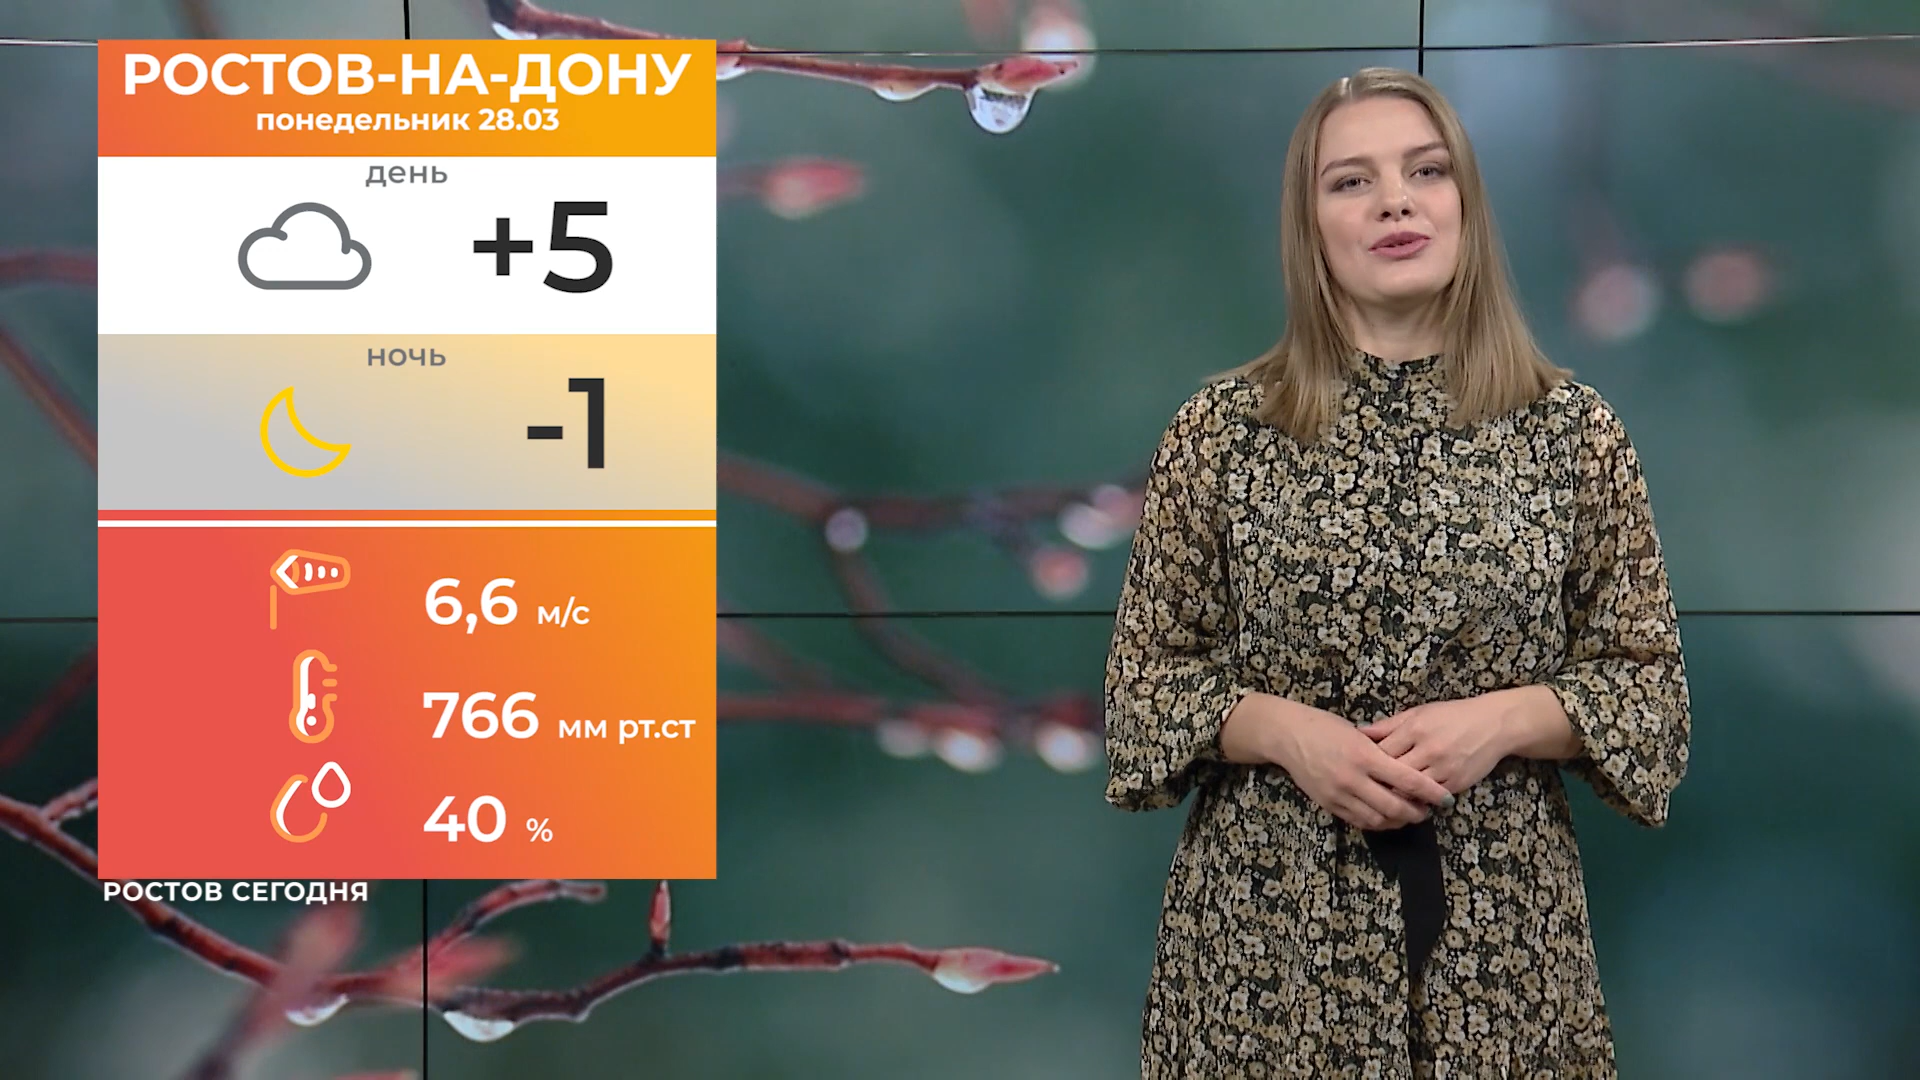 РОСТОВ-НА-ДОНУ
понедельник 28.03
день
+5
ночь
-1
6,6 м/с
766 мм рт.ст
40 %
РОСТОВ СЕГОДНЯ